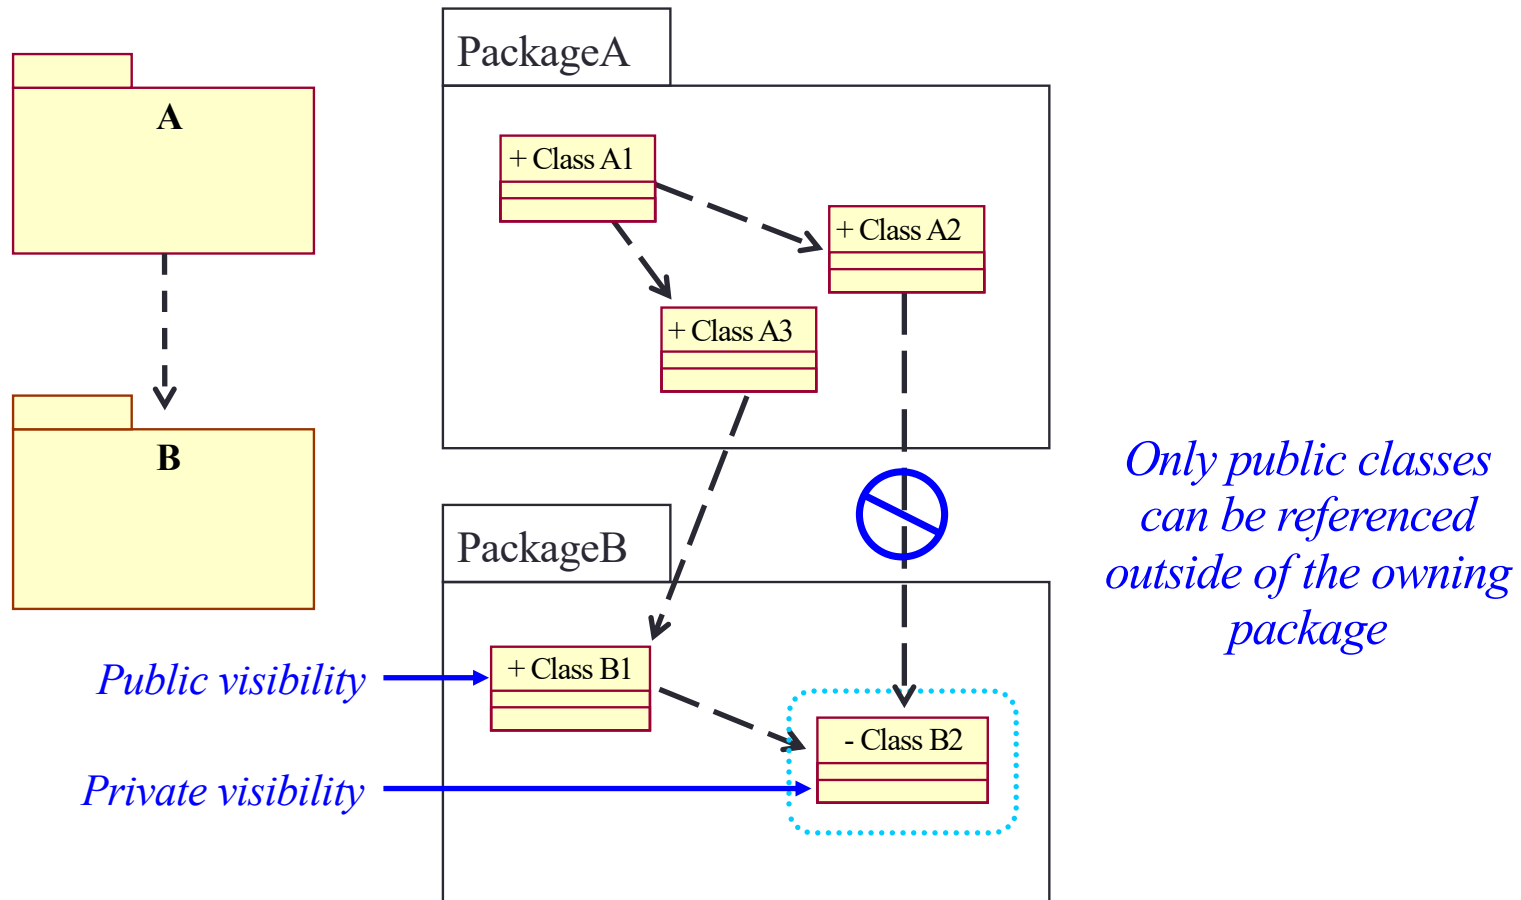 PackageA
A
+ Class A1
+ Class A2
+ Class A3
B
Only public classes
can be referenced
outside of the owning
package
PackageB
Public visibility
+ Class B1
- Class B2
Private visibility